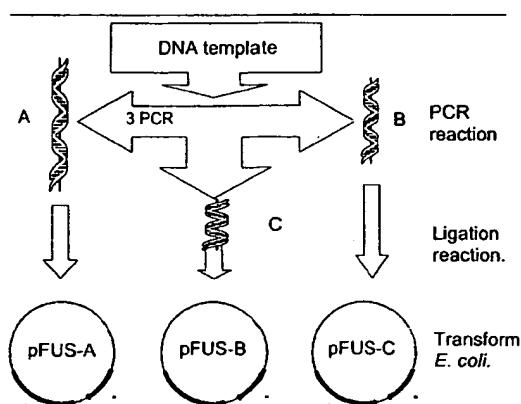 DNA template
A
3 PCR
B
PCR
reaction
C
Ligation
reaction.
pFUS-A
pFUS-B
pFUS-C
Transform
E. coli.